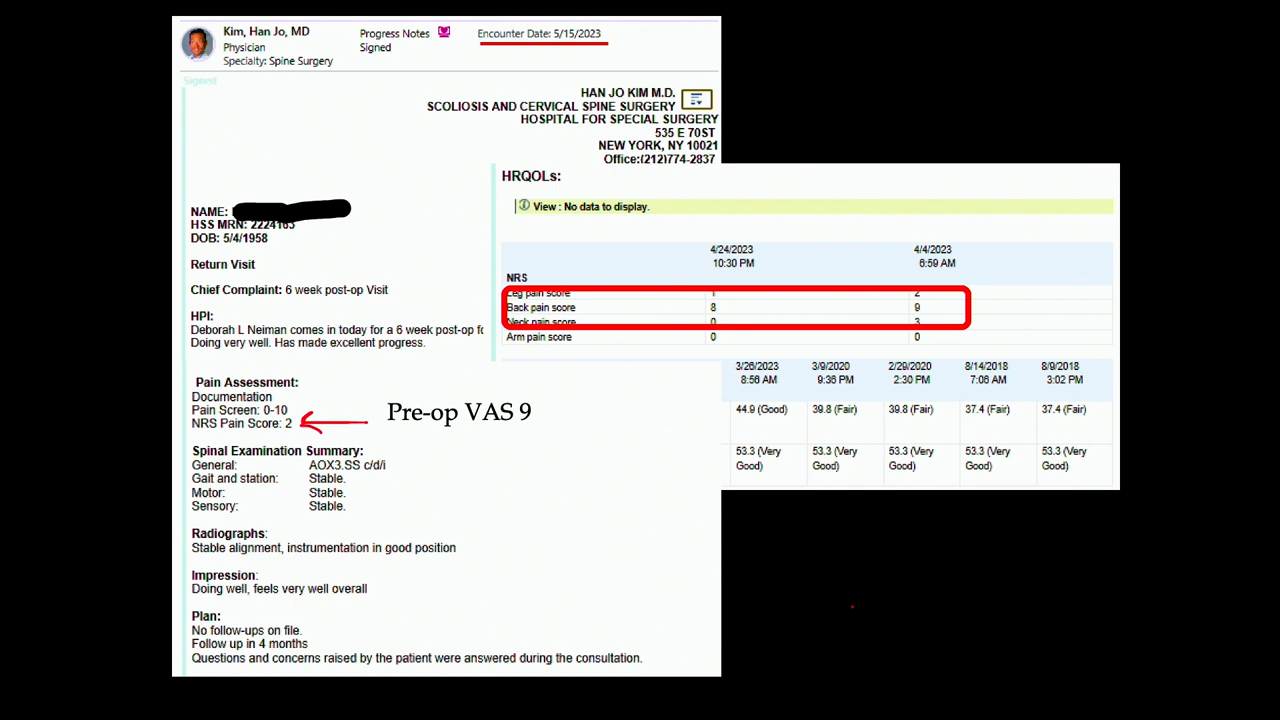 Kim, Han Jo, MD
Physician
Specialty: Spine Surgery
Progress Notes
Signed
Encounter Date: 5/15/2023
Signed
HAN JO KIM M.D.
SCOLIOSIS AND CERVICAL SPINE SURGERY
HOSPITAL FOR SPECIAL SURGERY
535 E 70ST
NEW YORK, NY 10021
Office:(212)774-2837
NAME:
HSS MRN: 2224163
DOB: 5/4/1958
Return Visit
Chief Complaint: 6 week post-op Visit
HPI:
Deborah L Neiman comes in today for a 6 week post-op fo
Doing very well. Has made excellent progress.
HRQOLs:
View : No data to display.
4/24/2023 4/4/2023
10:30 PM 6:59 AM
NRS
Leg pain score 1 2
Back pain score 8 9
Neck pain score 0 3
Arm pain score 0 0
3/26/2023 3/9/2020 2/29/2020 8/14/2018 8/9/2018
8:56 AM 9:36 PM 2:30 PM 7:06 AM 3:02 PM
44.9 (Good) 39.8 (Fair) 39.8 (Fair) 37.4 (Fair) 37.4 (Fair)
53.3 (Very 53.3 (Very 53.3 (Very 53.3 (Very 53.3 (Very
Good) Good) Good) Good) Good)
Pain Assessment:
Documentation
Pain Screen: 0-10
NRS Pain Score: 2
Pre-op VAS 9
Spinal Examination Summary:
General: AOX3.SS c/d/i
Gait and station: Stable.
Motor: Stable.
Sensory: Stable.
Radiographs:
Stable alignment, instrumentation in good position
Impression:
Doing well, feels very well overall
Plan:
No follow-ups on file.
Follow up in 4 months
Questions and concerns raised by the patient were answered during the consultation.